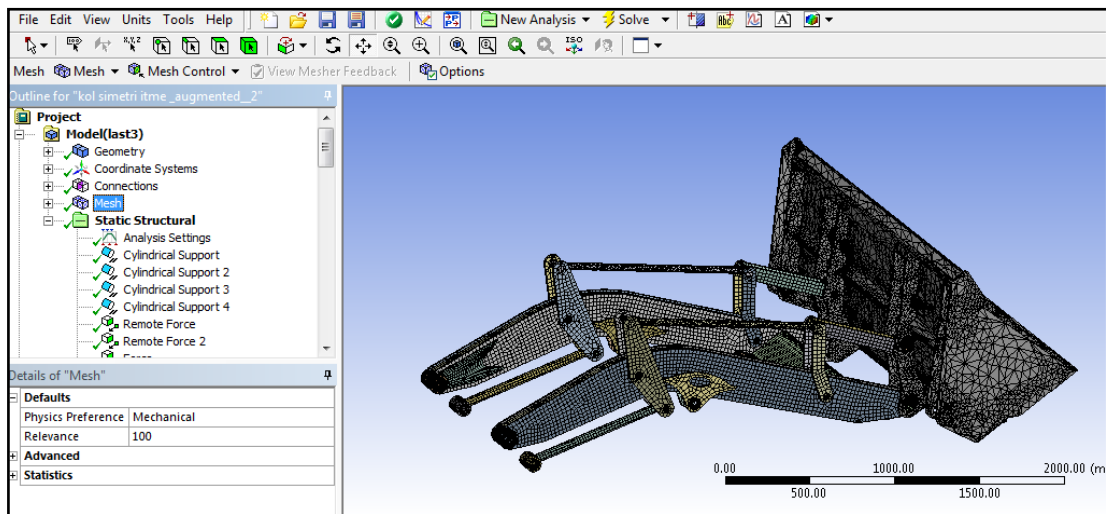 File Edit View Units Tools Help New Analysis Solve
Mesh Mesh Mesh Control View Mesher Feedback Options
Outline for "kol simetri itme _augmented__2"
Project
Model(last3)
Geometry
Coordinate Systems
Connections
Mesh
Static Structural
Analysis Settings
Cylindrical Support
Cylindrical Support 2
Cylindrical Support 3
Cylindrical Support 4
Remote Force
Remote Force 2
Details of "Mesh"
Defaults
Physics Preference Mechanical
Relevance 100
Advanced
Statistics
0.00 1000.00 2000.00 (m
500.00 1500.00